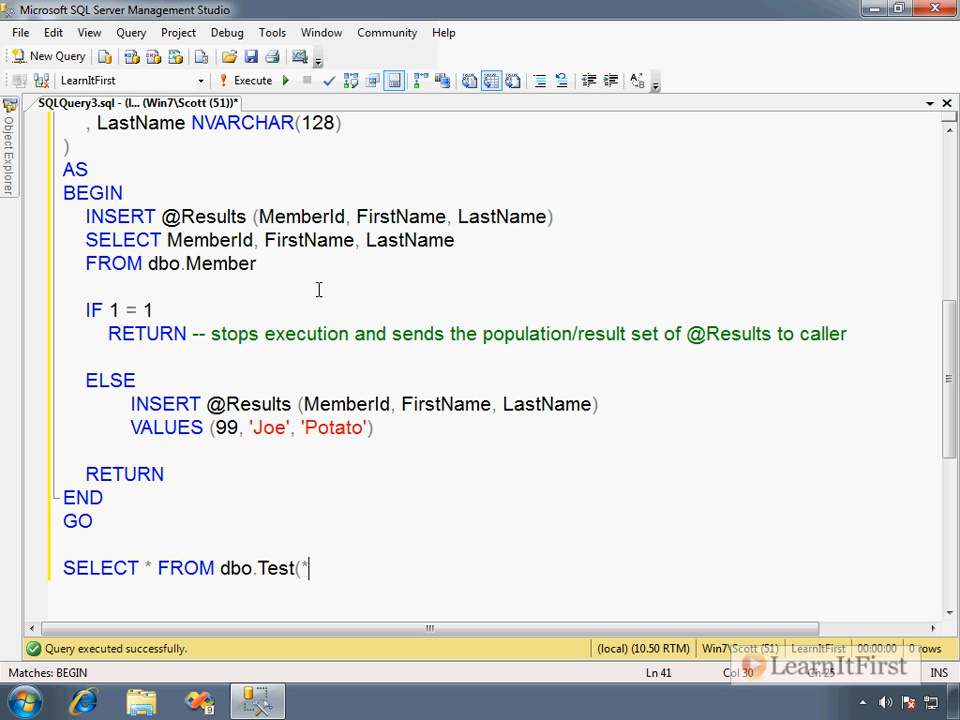 Microsoft SQL Server Management Studio
File Edit View Query Project Debug Tools Window Community Help
New Query
LearnItFirst Execute
SQLQuery3.sql - (l... (Win7\Scott (51))*
Object Explorer
, LastName NVARCHAR(128)
)
AS
BEGIN
INSERT @Results (MemberId, FirstName, LastName)
SELECT MemberId, FirstName, LastName
FROM dbo.Member
IF 1 = 1
RETURN -- stops execution and sends the population/result set of @Results to caller
ELSE
INSERT @Results (MemberId, FirstName, LastName)
VALUES (99, 'Joe', 'Potato')
RETURN
END
GO
SELECT * FROM dbo.Test(*
Query executed successfully. (local) (10.50 RTM) Win7\Scott (51) LearnItFirst 00:00:00 0 rows
Matches: BEGIN Ln 41 Col 30 Ch 25 INS
LearnItFirst